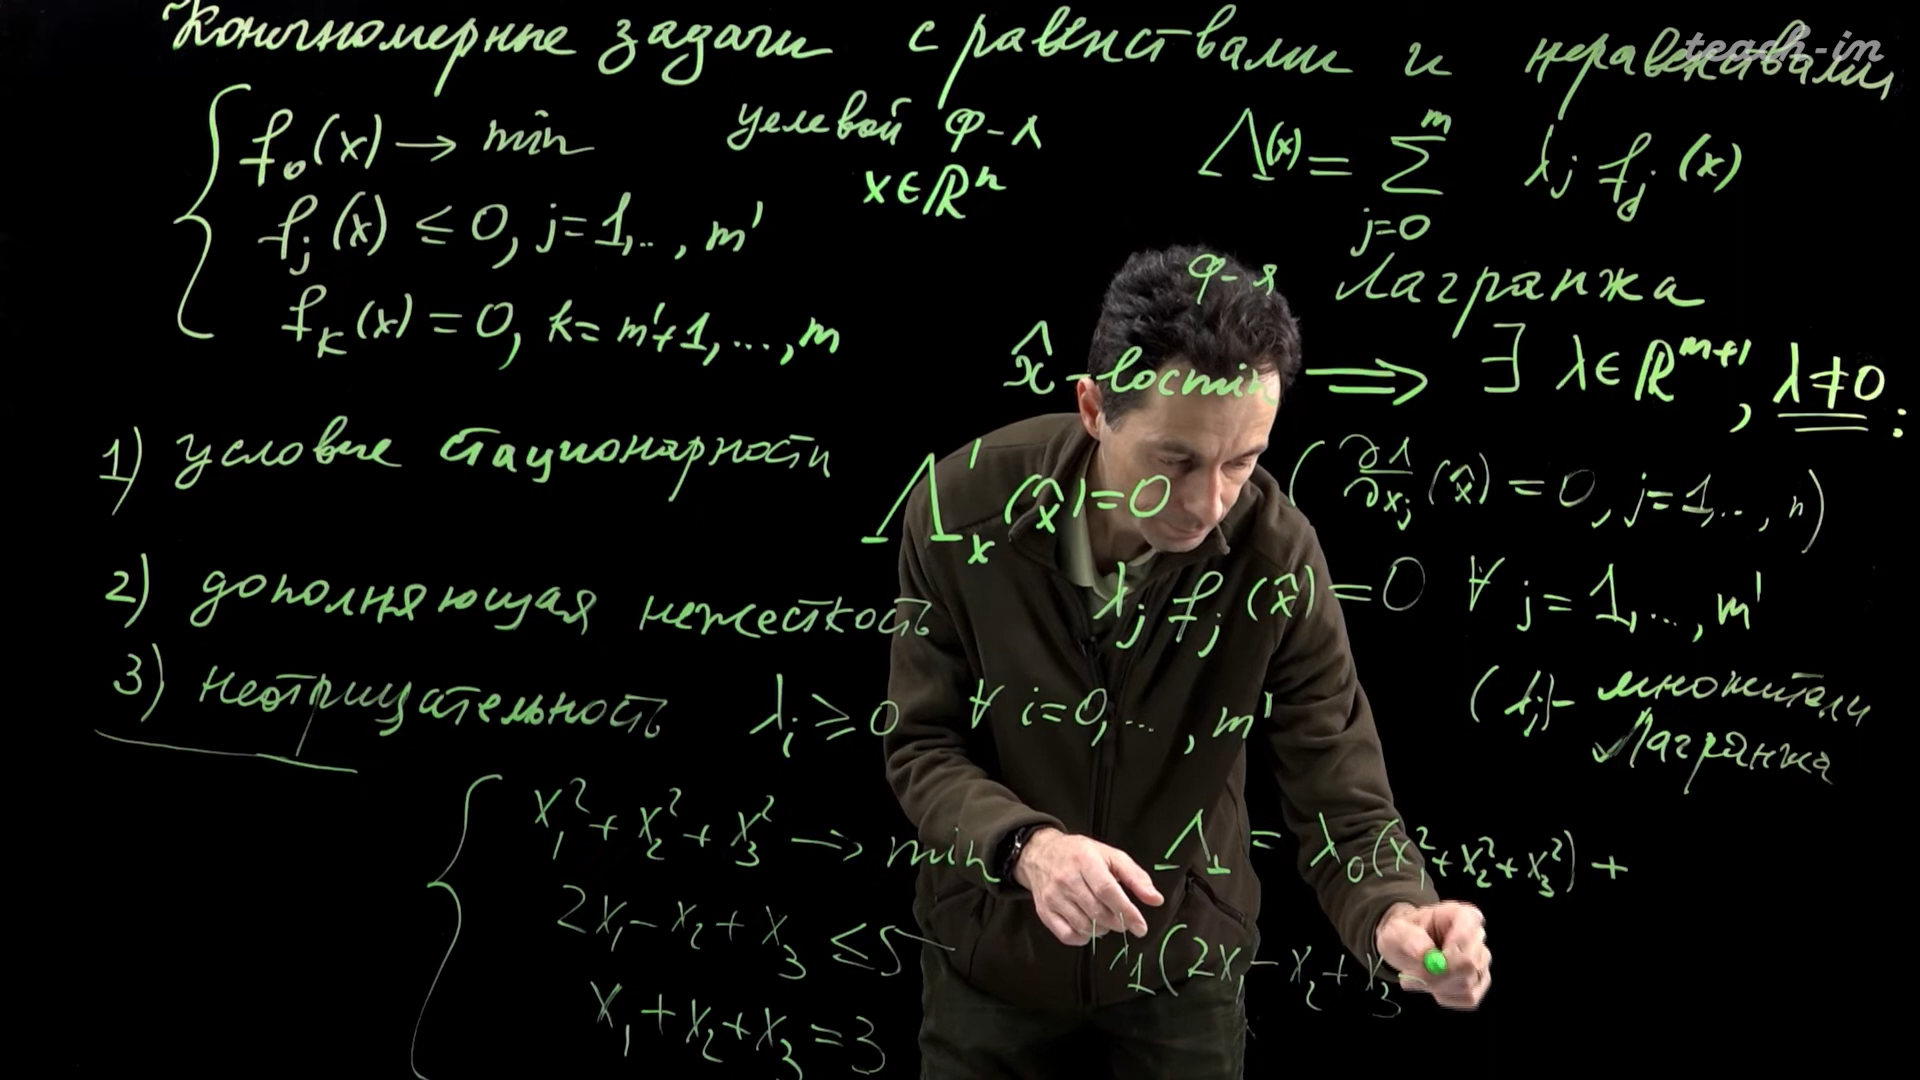 Конечномерные задачи с равенствами и неравенствами
teach-in
f₀(x) → min
целевой ф-л
x ∈ ℝⁿ
fⱼ(x) ≤ 0, j=1,.., m'
fₖ(x) = 0, k = m'+1, ..., m
Λ(x) = ∑_{j=0}^{m} λⱼ fⱼ(x)
ф-я Лагранжа
x̂ - locmin ⟹ ∃ λ ∈ ℝ^{m+1}, λ ≠ 0 :
1) условие стационарности Λ'ₓ(x̂) = 0 (∂Λ/∂xⱼ (x̂) = 0, j=1,.., n)
2) дополняющая нежесткость λⱼ fⱼ(x̂) = 0 ∀ j = 1,..., m'
3) неотрицательность λᵢ ≥ 0 ∀ i=0,..., m'
(λⱼ) - множители
Лагранжа
x₁² + x₂² + x₃² → min
2x₁ - x₂ + x₃ ≤ 5
x₁ + x₂ + x₃ = 3
Λ = λ₀(x₁² + x₂² + x₃²) +
+ λ₁(2x₁ - x₂ + x₃ -